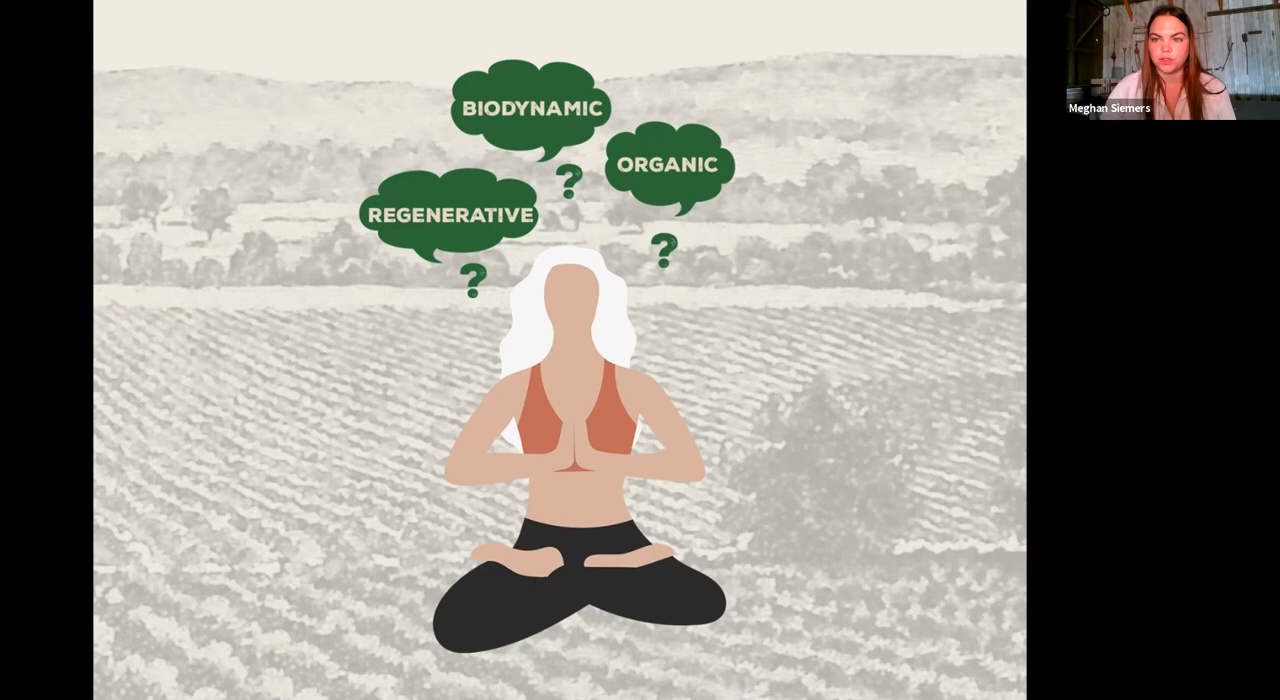 BIODYNAMIC
ORGANIC
?
REGENERATIVE
?
?
Meghan Siemers